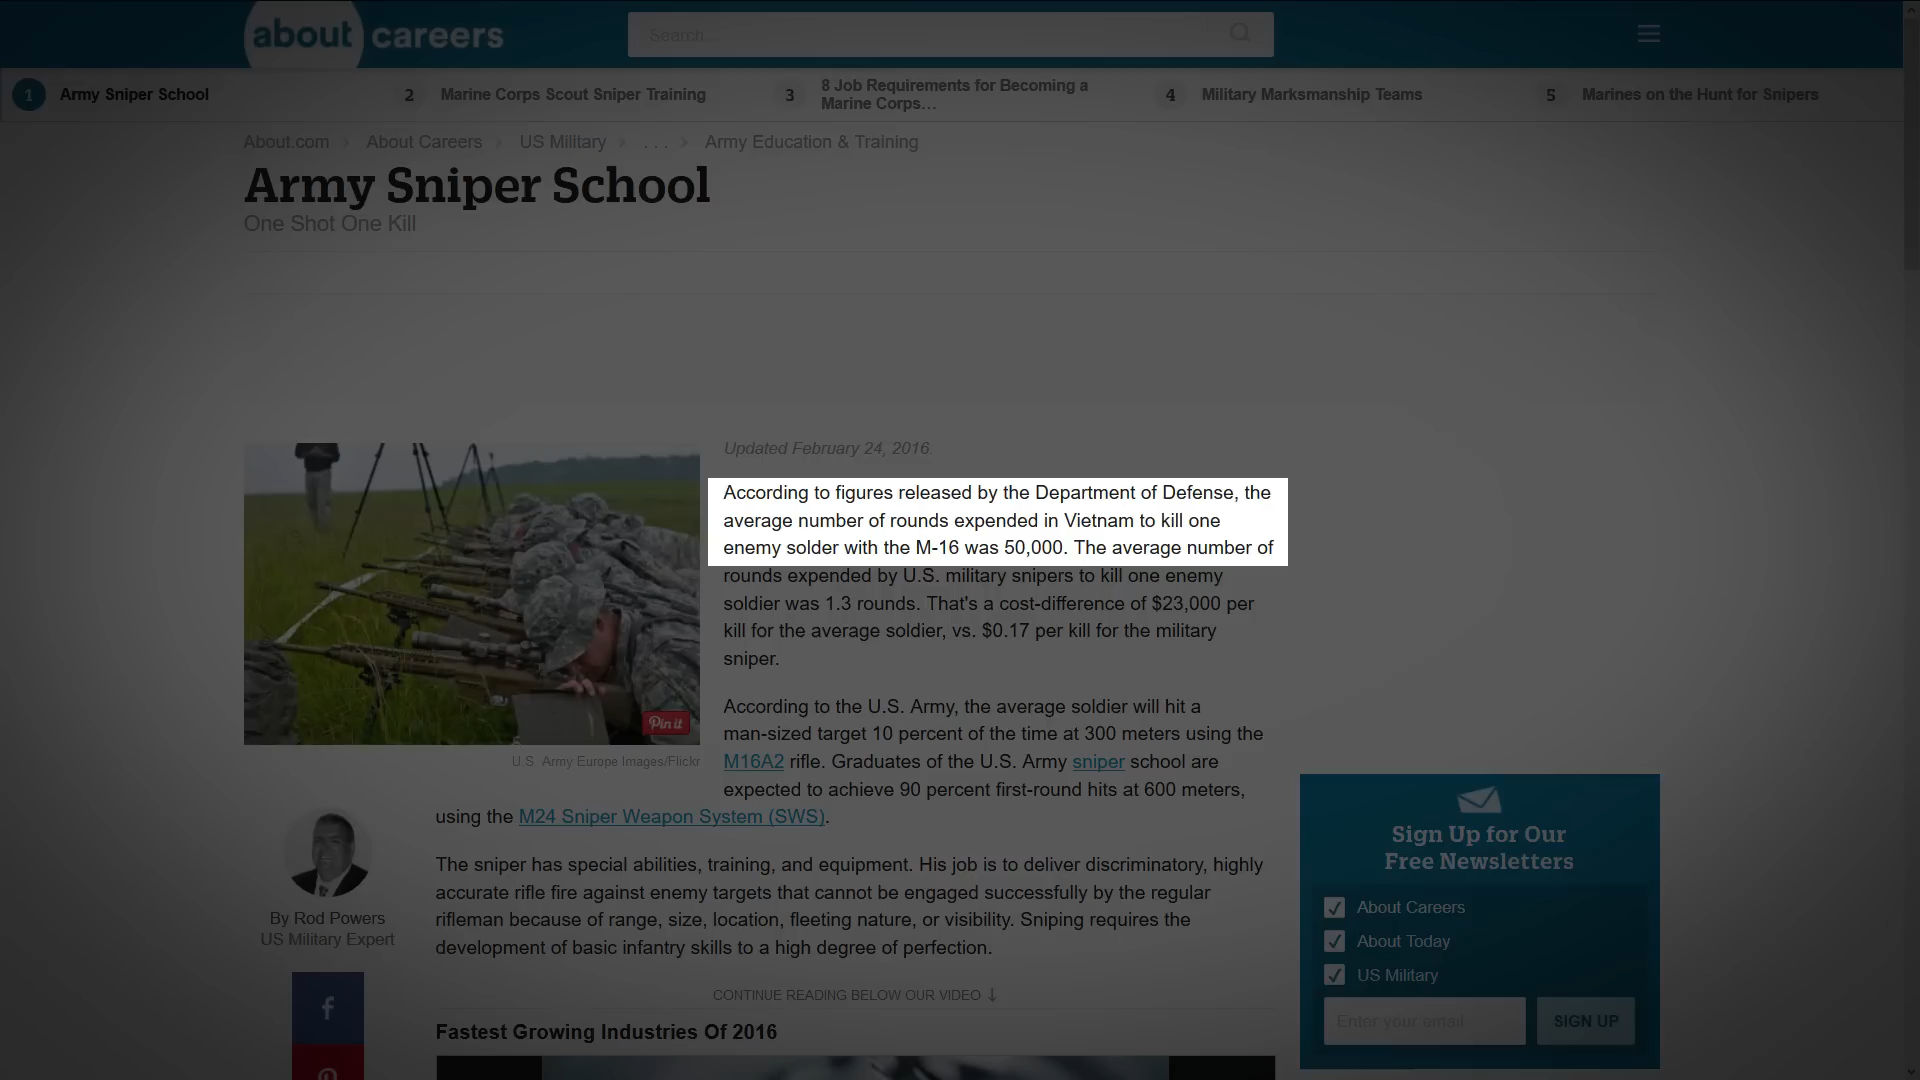 about careers
Search...
1 Army Sniper School
2 Marine Corps Scout Sniper Training
3 8 Job Requirements for Becoming a
Marine Corps...
4 Military Marksmanship Teams
5 Marines on the Hunt for Snipers
About.com › About Careers › US Military › . . . › Army Education & Training
Army Sniper School
One Shot One Kill
Updated February 24, 2016.
According to figures released by the Department of Defense, the
average number of rounds expended in Vietnam to kill one
enemy solder with the M-16 was 50,000. The average number of
rounds expended by U.S. military snipers to kill one enemy
soldier was 1.3 rounds. That's a cost-difference of $23,000 per
kill for the average soldier, vs. $0.17 per kill for the military
sniper.
Pin it
U.S. Army Europe Images/Flickr
According to the U.S. Army, the average soldier will hit a
man-sized target 10 percent of the time at 300 meters using the
M16A2 rifle. Graduates of the U.S. Army sniper school are
expected to achieve 90 percent first-round hits at 600 meters,
using the M24 Sniper Weapon System (SWS).
The sniper has special abilities, training, and equipment. His job is to deliver discriminatory, highly
accurate rifle fire against enemy targets that cannot be engaged successfully by the regular
rifleman because of range, size, location, fleeting nature, or visibility. Sniping requires the
development of basic infantry skills to a high degree of perfection.
By Rod Powers
US Military Expert
CONTINUE READING BELOW OUR VIDEO
Fastest Growing Industries Of 2016
Sign Up for Our
Free Newsletters
About Careers
About Today
US Military
Enter your email
SIGN UP